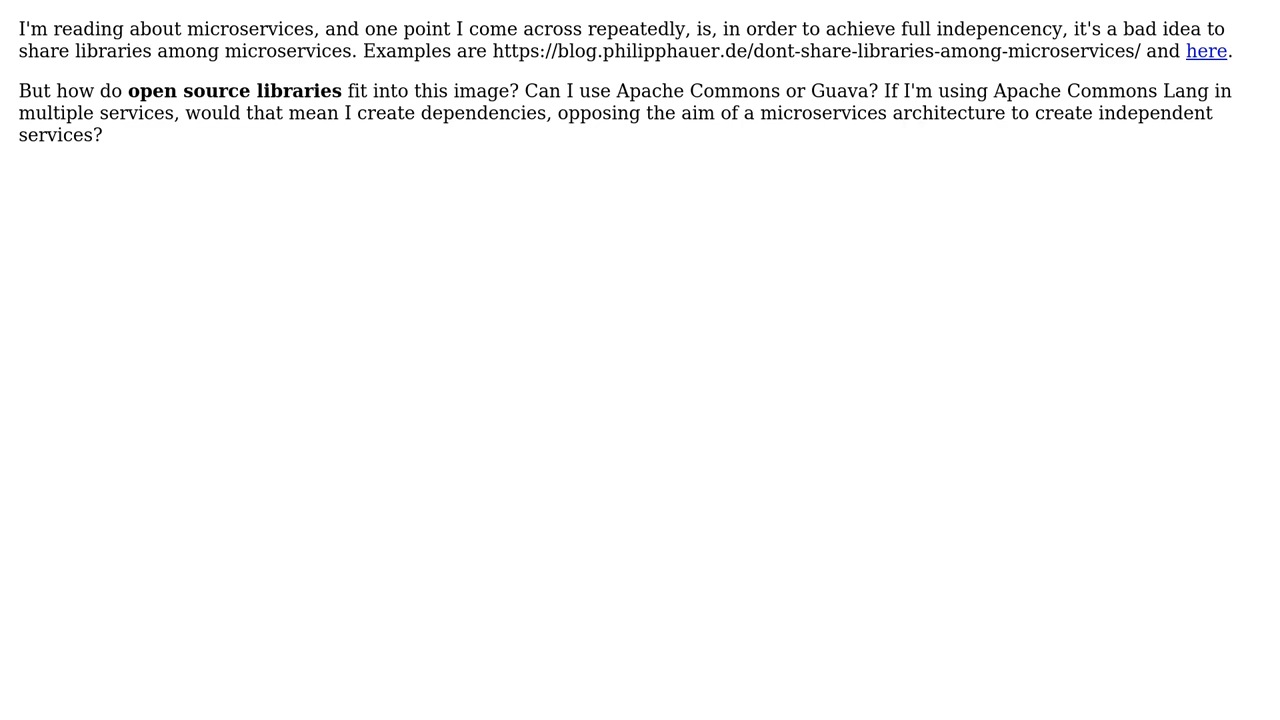 I'm reading about microservices, and one point I come across repeatedly, is, in order to achieve full indepencency, it's a bad idea to
share libraries among microservices. Examples are https://blog.philipphauer.de/dont-share-libraries-among-microservices/ and here.
But how do open source libraries fit into this image? Can I use Apache Commons or Guava? If I'm using Apache Commons Lang in
multiple services, would that mean I create dependencies, opposing the aim of a microservices architecture to create independent
services?